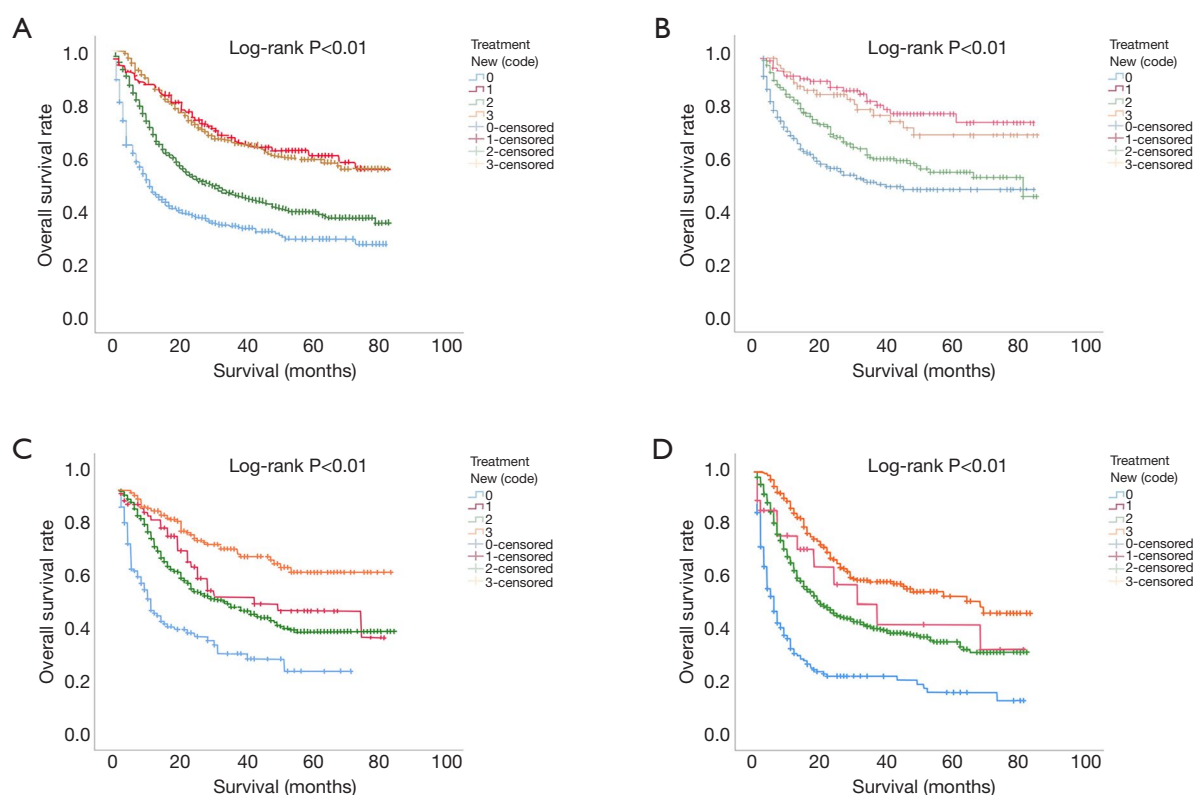 A
Log-rank P<0.01
Treatment
New (code)
0
1
2
3
0-censored
1-censored
2-censored
3-censored
1.0
0.8
0.6
0.4
0.2
0.0
Overall survival rate
0 20 40 60 80 100
Survival (months)
B
Log-rank P<0.01
Treatment
New (code)
0
1
2
3
0-censored
1-censored
2-censored
3-censored
1.0
0.8
0.6
0.4
0.2
0.0
Overall survival rate
0 20 40 60 80 100
Survival (months)
C
Log-rank P<0.01
Treatment
New (code)
0
1
2
3
0-censored
1-censored
2-censored
3-censored
1.0
0.8
0.6
0.4
0.2
0.0
Overall survival rate
0 20 40 60 80 100
Survival (months)
D
Log-rank P<0.01
Treatment
New (code)
0
1
2
3
0-censored
1-censored
2-censored
3-censored
1.0
0.8
0.6
0.4
0.2
0.0
Overall survival rate
0 20 40 60 80 100
Survival (months)